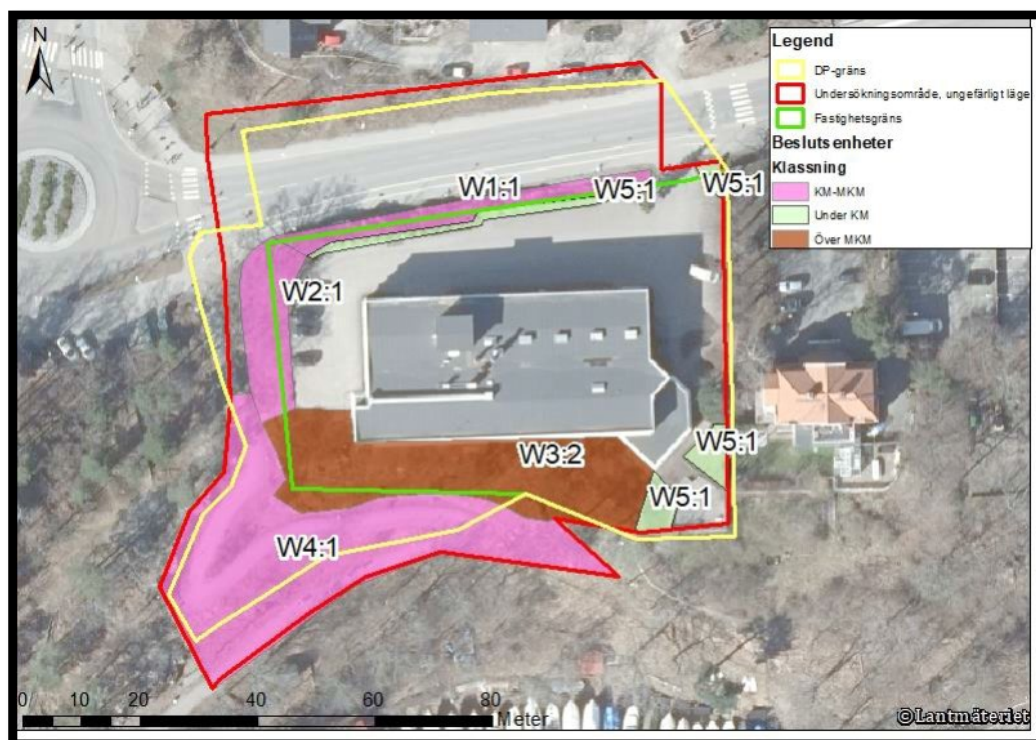 N
Legend
DP-gräns
Undersökningsområde, ungefärligt läge
Fastighetsgräns
Beslutsenheter
Klassning
KM-MKM
Under KM
Över MKM
W1:1
W5:1
W5:1
W2:1
W3:2
W5:1
W5:1
W4:1
0 10 20 40 60 80
Meter
©Lantmäteriet